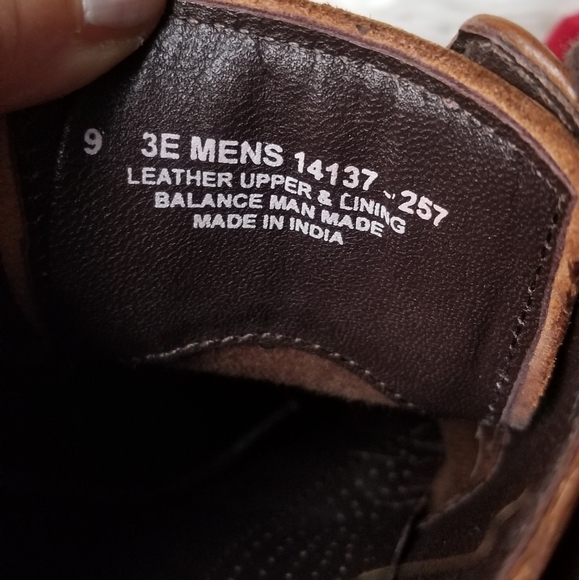 9 3E MENS 14137 - 257
LEATHER UPPER & LINING
BALANCE MAN MADE
MADE IN INDIA